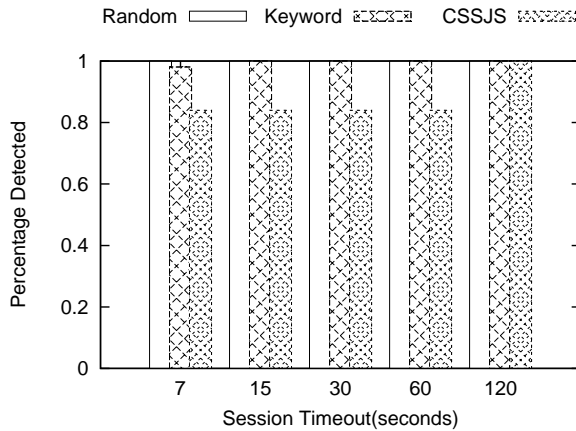 Random Keyword CSSJS
1
0.8
0.6
0.4
0.2
0
Percentage Detected
7 15 30 60 120
Session Timeout(seconds)